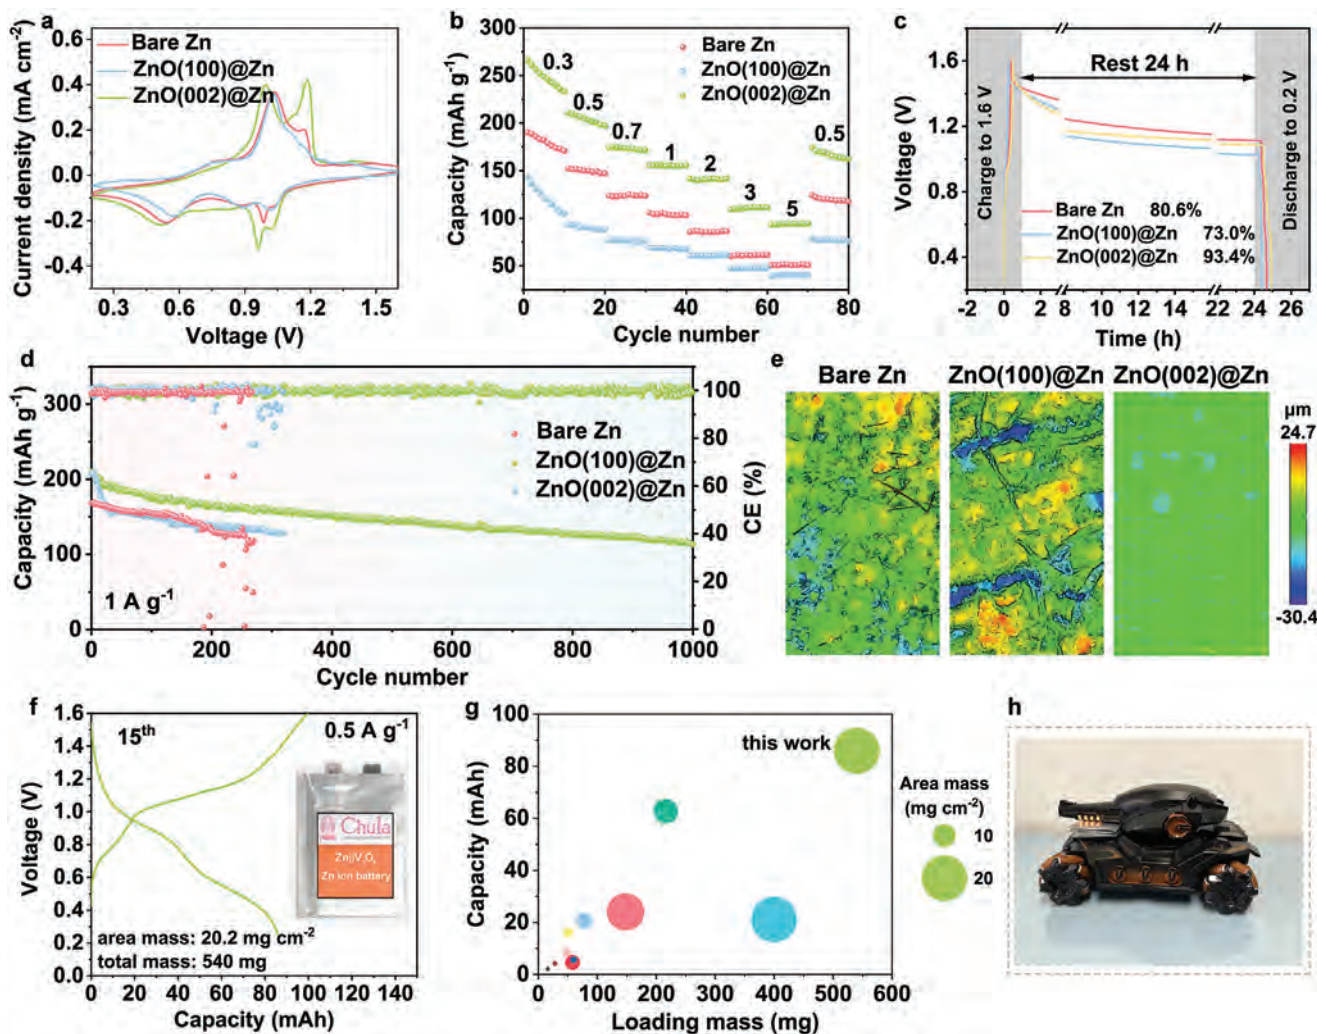 a
0.6
0.4
0.2
0.0
-0.2
-0.4
Current density (mA cm-2)
Bare Zn
ZnO(100)@Zn
ZnO(002)@Zn
0.3 0.6 0.9 1.2 1.5
Voltage (V)
b
300
250
200
150
100
50
Capacity (mAh g-1)
Bare Zn
ZnO(100)@Zn
ZnO(002)@Zn
0.3
0.5
0.7
1
2
3
5
0.5
0 20 40 60 80
Cycle number
c
2.0
1.6
1.2
0.8
0.4
Voltage (V)
Rest 24 h
Charge to 1.6 V
Discharge to 0.2 V
Bare Zn 80.6%
ZnO(100)@Zn 73.0%
ZnO(002)@Zn 93.4%
-2 0 2 8 10 12 14 16 22 24 26
Time (h)
d
300
200
100
0
Capacity (mAh g-1)
Bare Zn
ZnO(100)@Zn
ZnO(002)@Zn
1 A g-1
100
80
60
40
20
0
CE (%)
0 200 400 600 800 1000
Cycle number
e
Bare Zn ZnO(100)@Zn ZnO(002)@Zn
µm
24.7
-30.4
f
1.6
1.4
1.2
1.0
0.8
0.6
0.4
0.2
0.0
Voltage (V)
15th
0.5 A g-1
Chula
Zn ion battery
area mass: 20.2 mg cm-2
total mass: 540 mg
0 20 40 60 80 100 120 140
Capacity (mAh)
g
100
80
60
40
20
0
Capacity (mAh)
this work
Area mass
(mg cm-2)
10
20
0 100 200 300 400 500 600
Loading mass (mg)
h